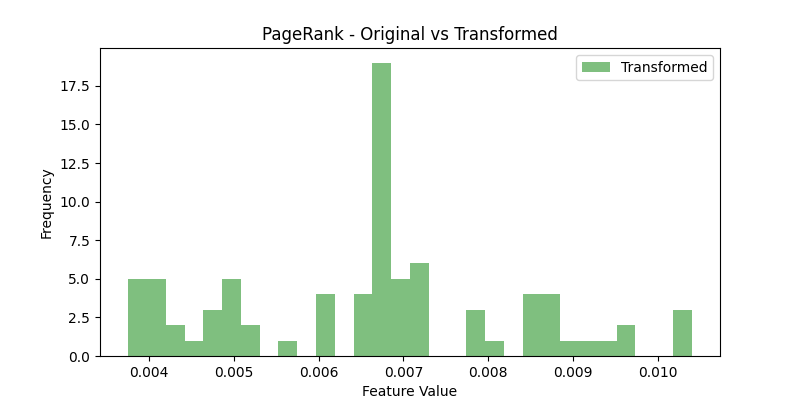 PageRank - Original vs Transformed
Transformed
Frequency
17.5
15.0
12.5
10.0
7.5
5.0
2.5
0.0
0.004 0.005 0.006 0.007 0.008 0.009 0.010
Feature Value